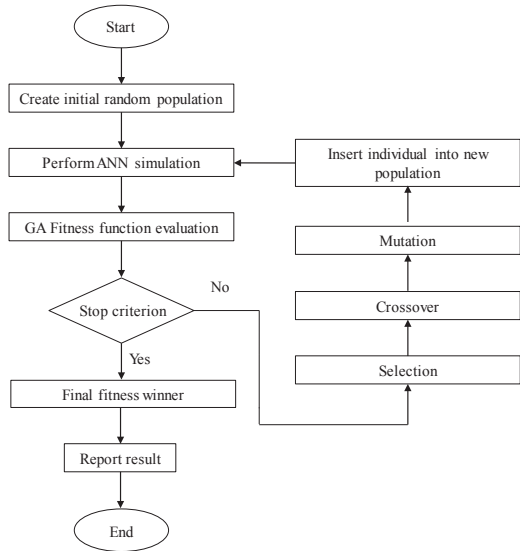 Start
Create initial random population
Perform ANN simulation
GA Fitness function evaluation
Stop criterion
No
Yes
Final fitness winner
Report result
End
Insert individual into new
population
Mutation
Crossover
Selection